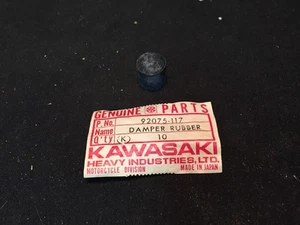 GENUINE PARTS
P. No. 92075-117
Name DAMPER RUBBER
Q'ty (K) 10
KAWASAKI
HEAVY INDUSTRIES, LTD.
MOTORCYCLE DIVISION MADE IN JAPAN